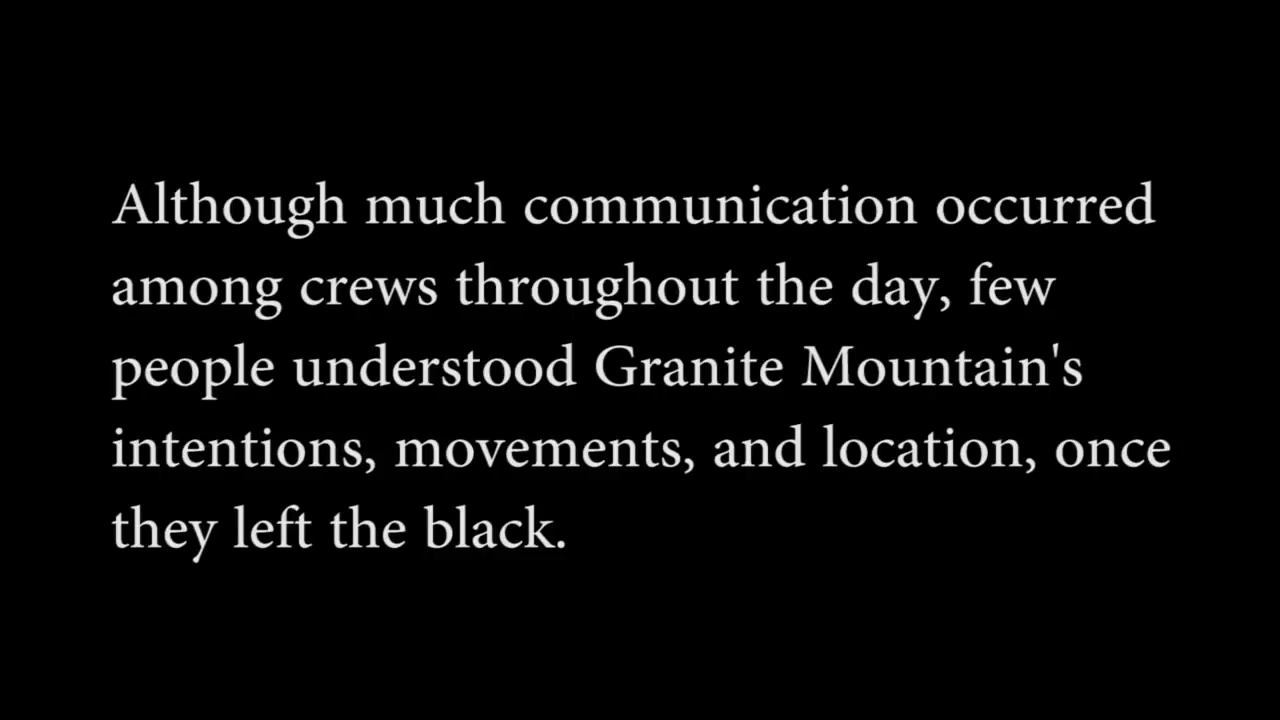 Although much communication occurred
among crews throughout the day, few
people understood Granite Mountain's
intentions, movements, and location, once
they left the black.